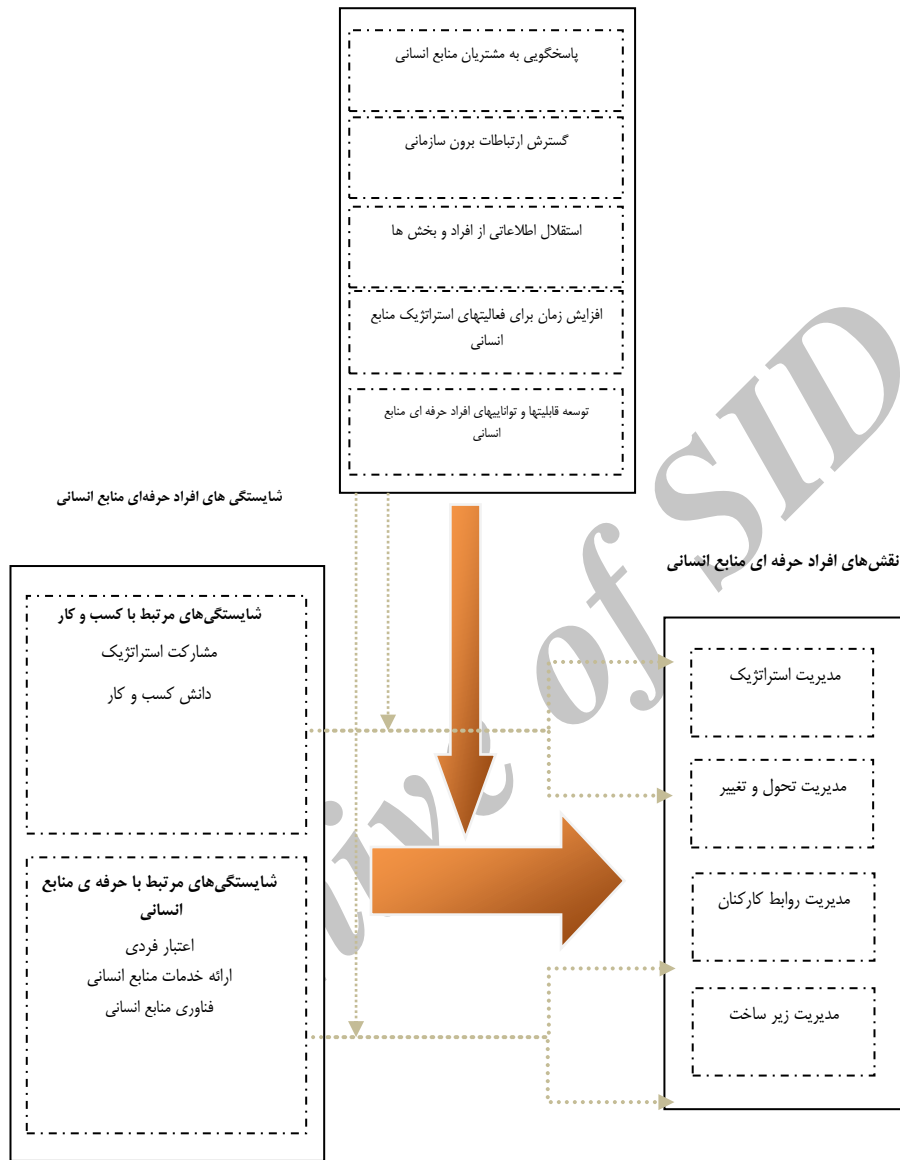 پاسخگویی به مشتریان منابع انسانی
گسترش ارتباطات برون سازمانی
استقلال اطلاعاتی از افراد و بخش ها
افزایش زمان برای فعالیتهای استراتژیک منابع
انسانی
توسعه قابلیتها و تواناییهای افراد حرفه ای منابع
انسانی
شایستگی های افراد حرفه‌ای منابع انسانی
شایستگی‌های مرتبط با کسب و کار
مشارکت استراتژیک
دانش کسب و کار
شایستگی‌های مرتبط با حرفه ی منابع
انسانی
اعتبار فردی
ارائه خدمات منابع انسانی
فناوری منابع انسانی
نقش‌های افراد حرفه ای منابع انسانی
مدیریت استراتژیک
مدیریت تحول و تغییر
مدیریت روابط کارکنان
مدیریت زیر ساخت
ive of SID